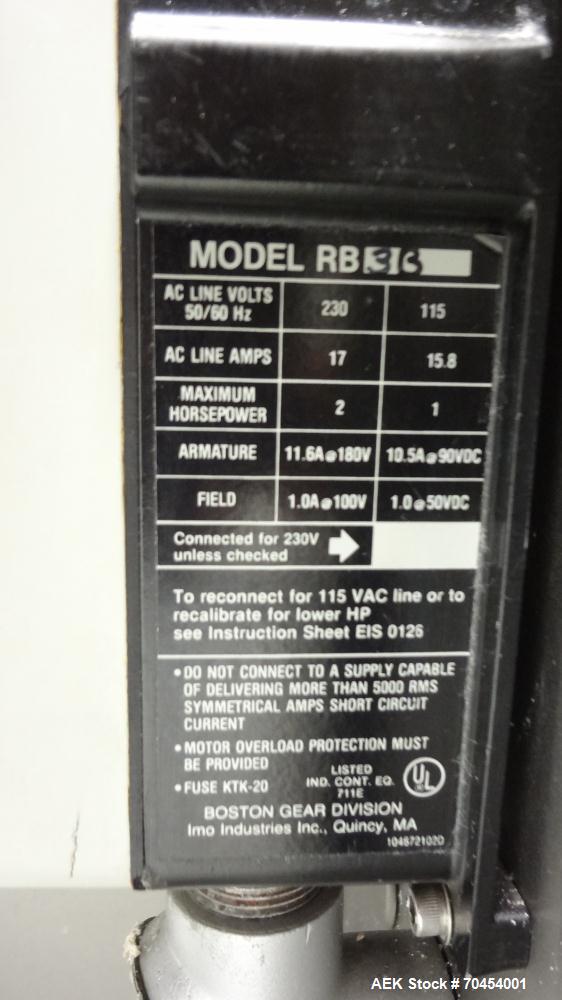 MODEL RB 36
AC LINE VOLTS 50/60 Hz 230 115
AC LINE AMPS 17 15.8
MAXIMUM HORSEPOWER 2 1
ARMATURE 11.6A@180V 10.5A@90VDC
FIELD 1.0A@100V 1.0@50VDC
Connected for 230V
unless checked
To reconnect for 115 VAC line or to
recalibrate for lower HP
see Instruction Sheet EIS 0126
• DO NOT CONNECT TO A SUPPLY CAPABLE
OF DELIVERING MORE THAN 5000 RMS
SYMMETRICAL AMPS SHORT CIRCUIT
CURRENT
• MOTOR OVERLOAD PROTECTION MUST
BE PROVIDED
• FUSE KTK-20
LISTED
IND. CONT. EQ.
711E
UL
BOSTON GEAR DIVISION
Imo Industries Inc., Quincy, MA
AEK Stock # 70454001